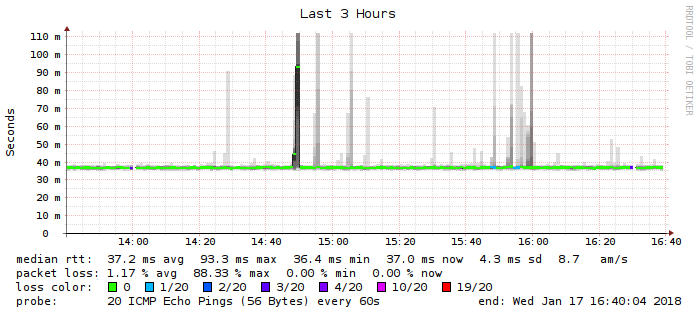 Last 3 Hours
RRDTOOL / TOBI OETIKER
Seconds
110 m
100 m
90 m
80 m
70 m
60 m
50 m
40 m
30 m
20 m
10 m
0
14:00 14:20 14:40 15:00 15:20 15:40 16:00 16:20 16:40
median rtt: 37.2 ms avg 93.3 ms max 36.4 ms min 37.0 ms now 4.3 ms sd 8.7 am/s
packet loss: 1.17 % avg 88.33 % max 0.00 % min 0.00 % now
loss color: 0 1/20 2/20 3/20 4/20 10/20 19/20
probe: 20 ICMP Echo Pings (56 Bytes) every 60s end: Wed Jan 17 16:40:04 2018